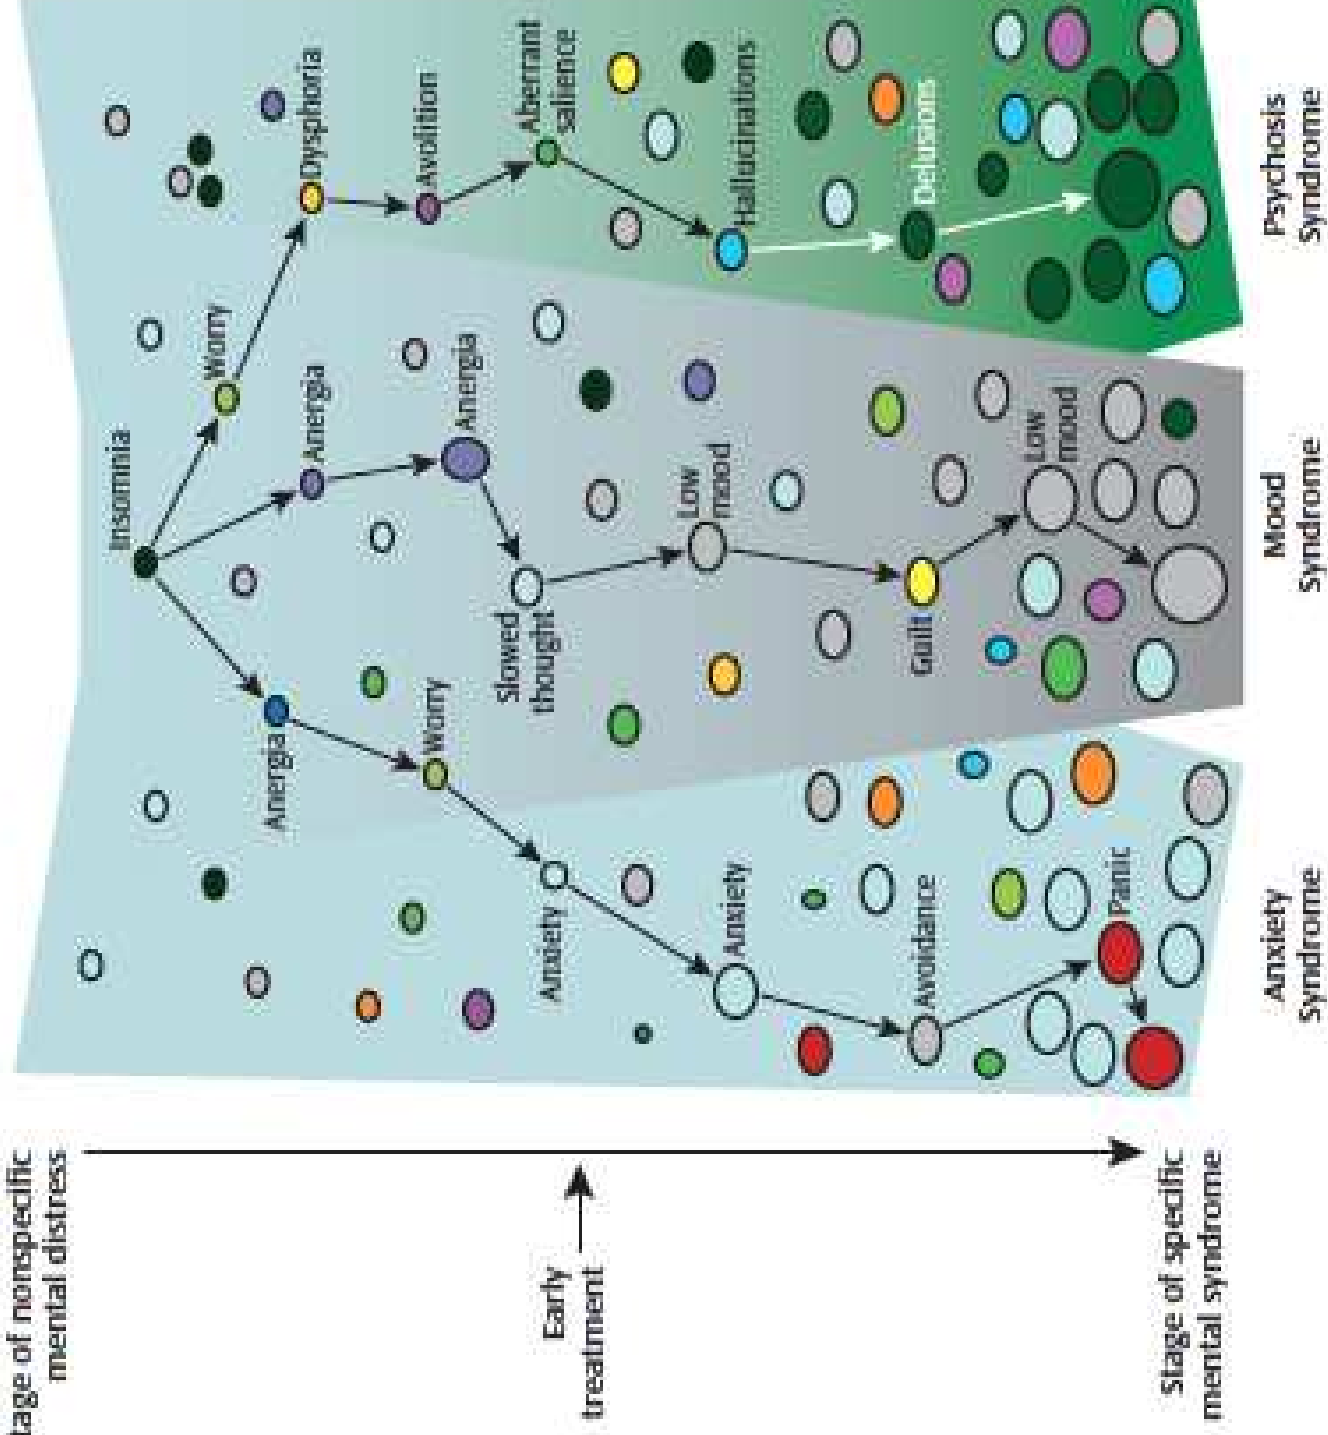 tage of nonspecific
mental distress
Early
treatment
Stage of specific
mental syndrome
Insomnia
Anergia
Worry
Anxiety
Anxiety
Avoidance
Panic
Anxiety
Syndrome
Anergia
Anergia
Slowed
thought
Low
mood
Guilt
Low
mood
Mood
Syndrome
Worry
Dysphoria
Avolition
Aberrant
salience
Hallucinations
Delusions
Psychosis
Syndrome